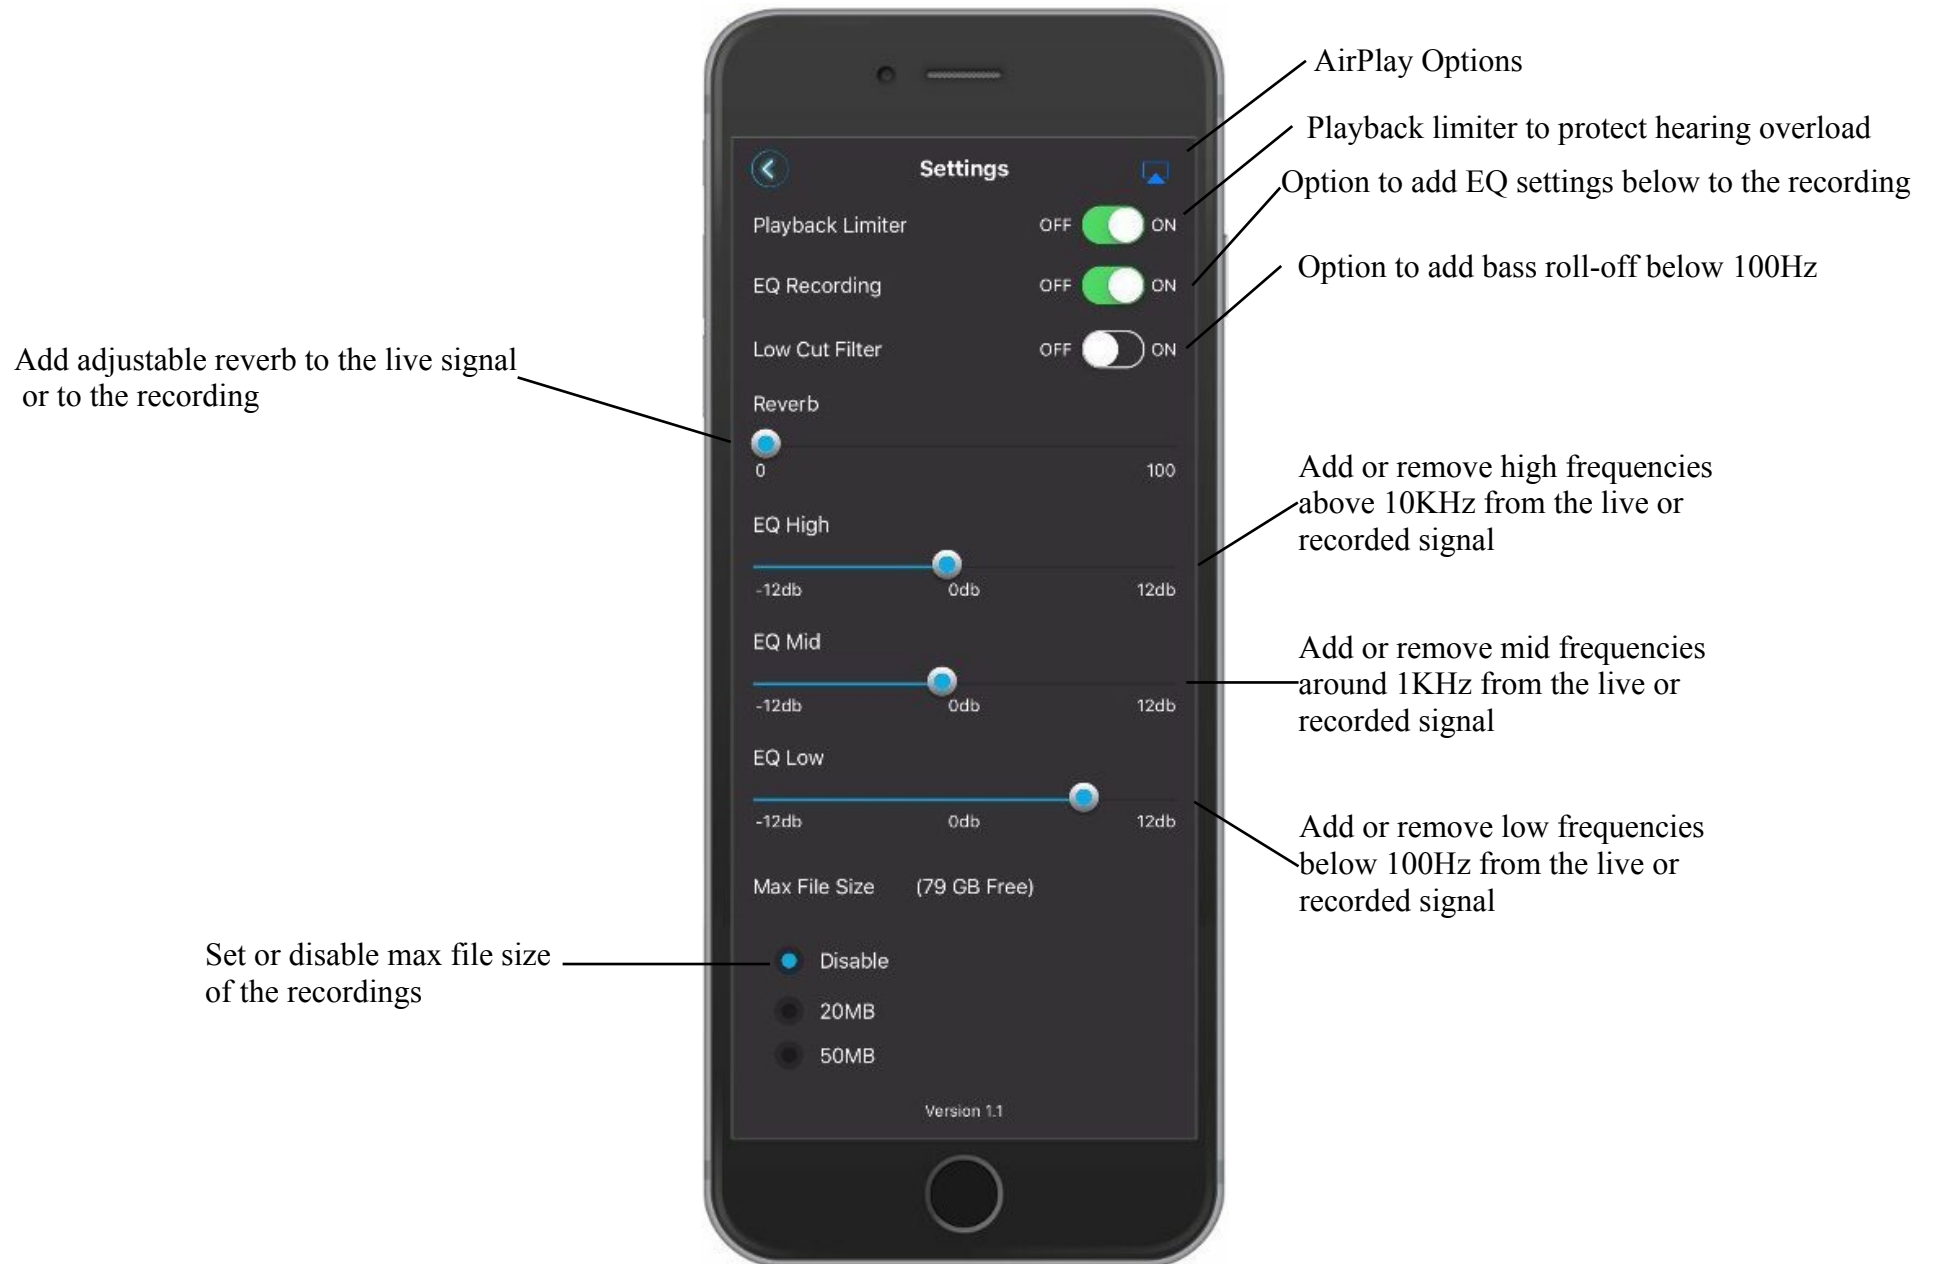 AirPlay Options
Playback limiter to protect hearing overload
Settings
Option to add EQ settings below to the recording
Playback Limiter OFF ON
EQ Recording OFF ON
Option to add bass roll-off below 100Hz
Low Cut Filter OFF ON
Add adjustable reverb to the live signal
or to the recording
Reverb
0 100
Add or remove high frequencies
above 10KHz from the live or
recorded signal
EQ High
-12db 0db 12db
EQ Mid
Add or remove mid frequencies
around 1KHz from the live or
recorded signal
-12db 0db 12db
EQ Low
-12db 0db 12db
Add or remove low frequencies
below 100Hz from the live or
recorded signal
Max File Size (79 GB Free)
Set or disable max file size
of the recordings
Disable
20MB
50MB
Version 1.1